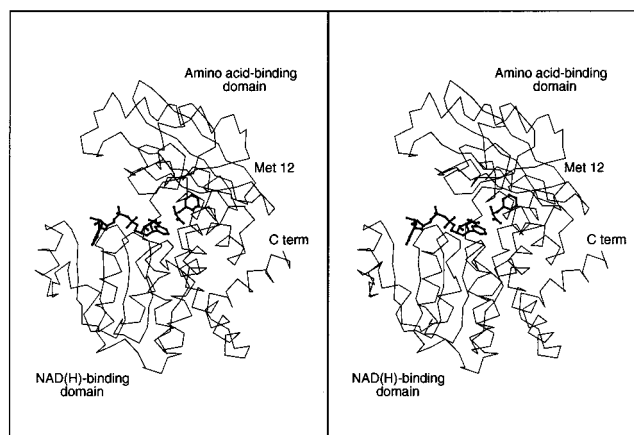 Amino acid-binding
domain
Met 12
C term
NAD(H)-binding
domain
Amino acid-binding
domain
Met 12
C term
NAD(H)-binding
domain